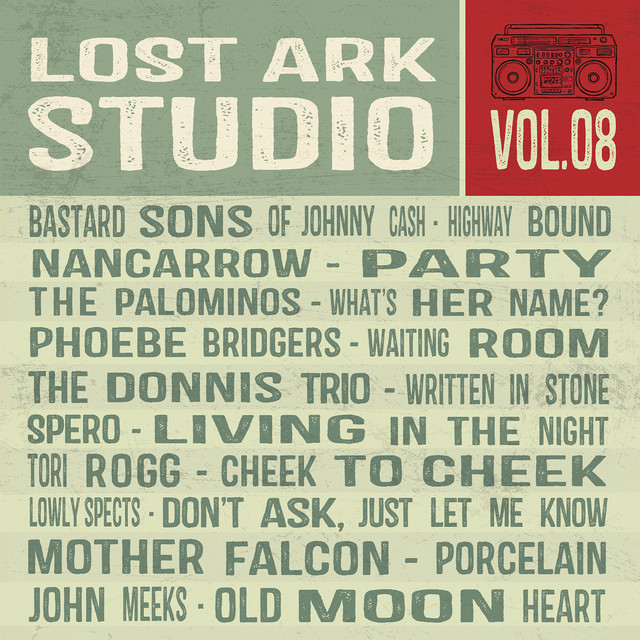 LOST ARK
STUDIO
VOL.08
BASTARD SONS OF JOHNNY CASH · HIGHWAY BOUND
NANCARROW - PARTY
THE PALOMINOS - WHAT'S HER NAME?
PHOEBE BRIDGERS - WAITING ROOM
THE DONNIS TRIO - WRITTEN IN STONE
SPERO - LIVING IN THE NIGHT
TORI ROGG - CHEEK TO CHEEK
LOWLY SPECTS · DON'T ASK, JUST LET ME KNOW
MOTHER FALCON - PORCELAIN
JOHN MEEKS · OLD MOON HEART